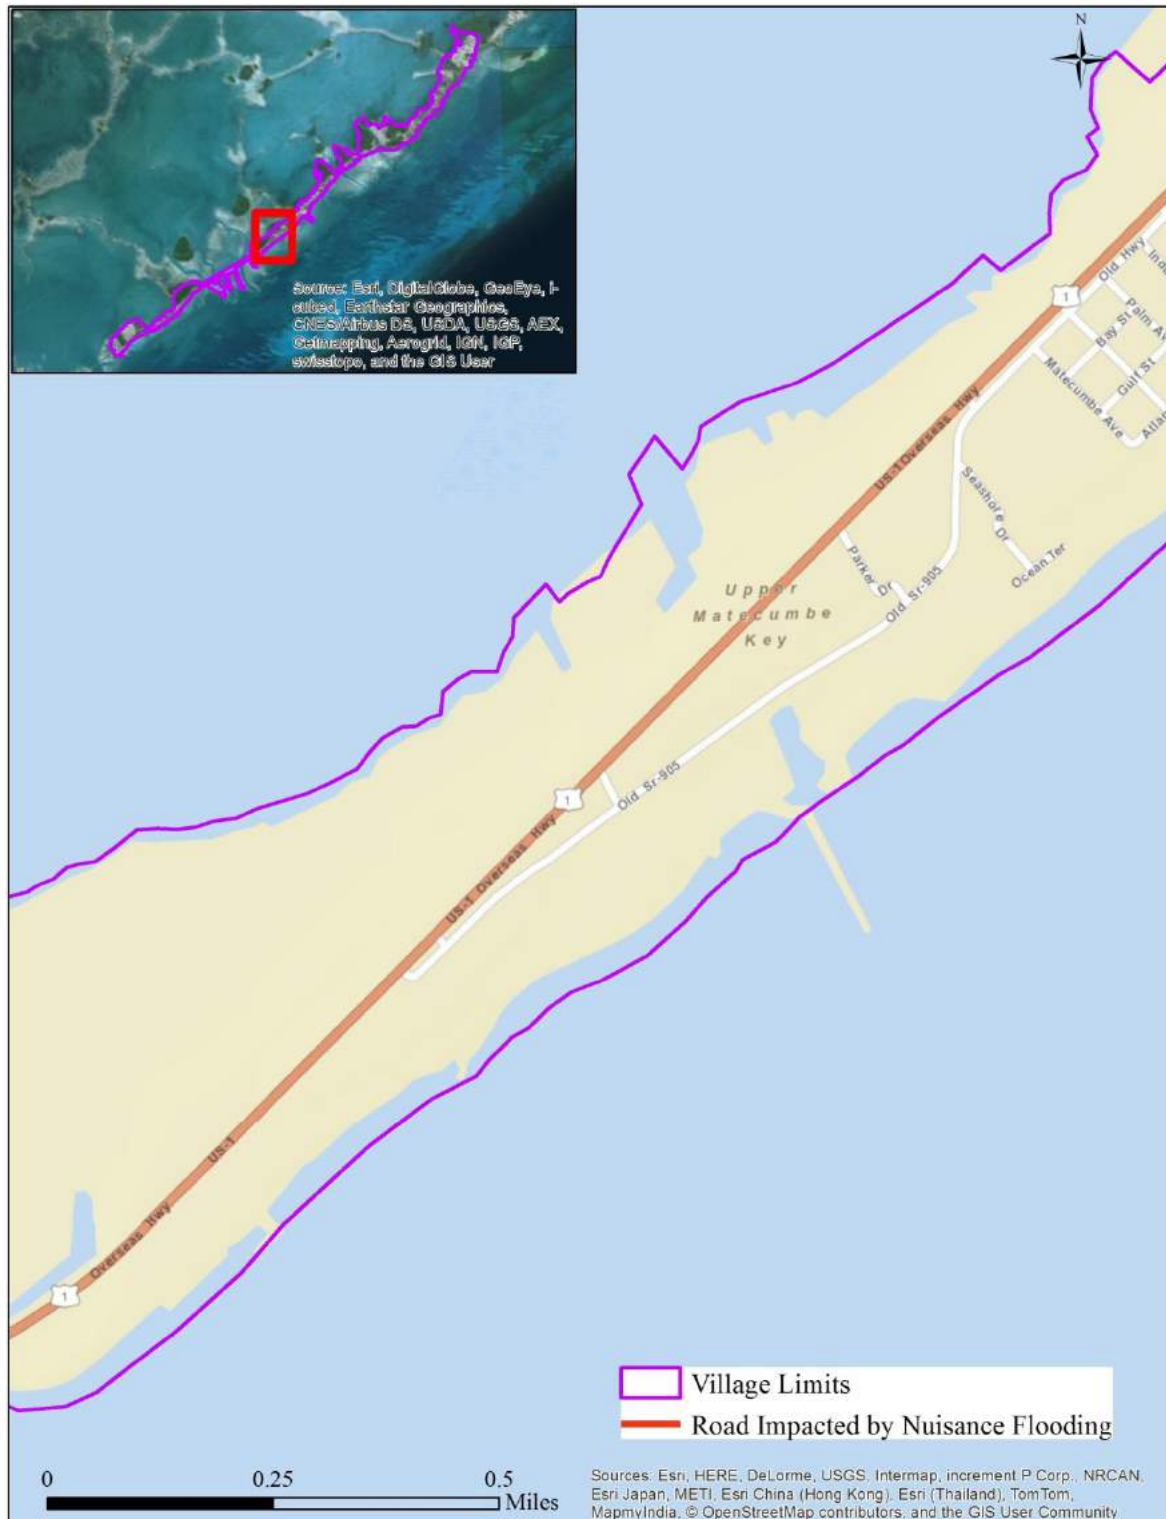 N
Source: Esri, DigitalGlobe, GeoEye, i-
cubed, Earthstar Geographics,
CNES/Airbus DS, USDA, USGS, AEX,
Getmapping, Aerogrid, IGN, IGP,
swisstopo, and the GIS User
Old Hwy
1
Palm
Bay St
Gulf St
Matecumbe Ave
US-1 Overseas Hwy
Seashore Dr
Ocean Ter
Parker Dr
Old Sr-905
Upper
Matecumbe
Key
Old Sr-905
1
US-1 Overseas Hwy
US-1
Overseas Hwy
1
Village Limits
Road Impacted by Nuisance Flooding
0 0.25 0.5
Miles
Sources: Esri, HERE, DeLorme, USGS, Intermap, increment P Corp., NRCAN,
Esri Japan, METI, Esri China (Hong Kong), Esri (Thailand), TomTom,
MapmyIndia, © OpenStreetMap contributors, and the GIS User Community